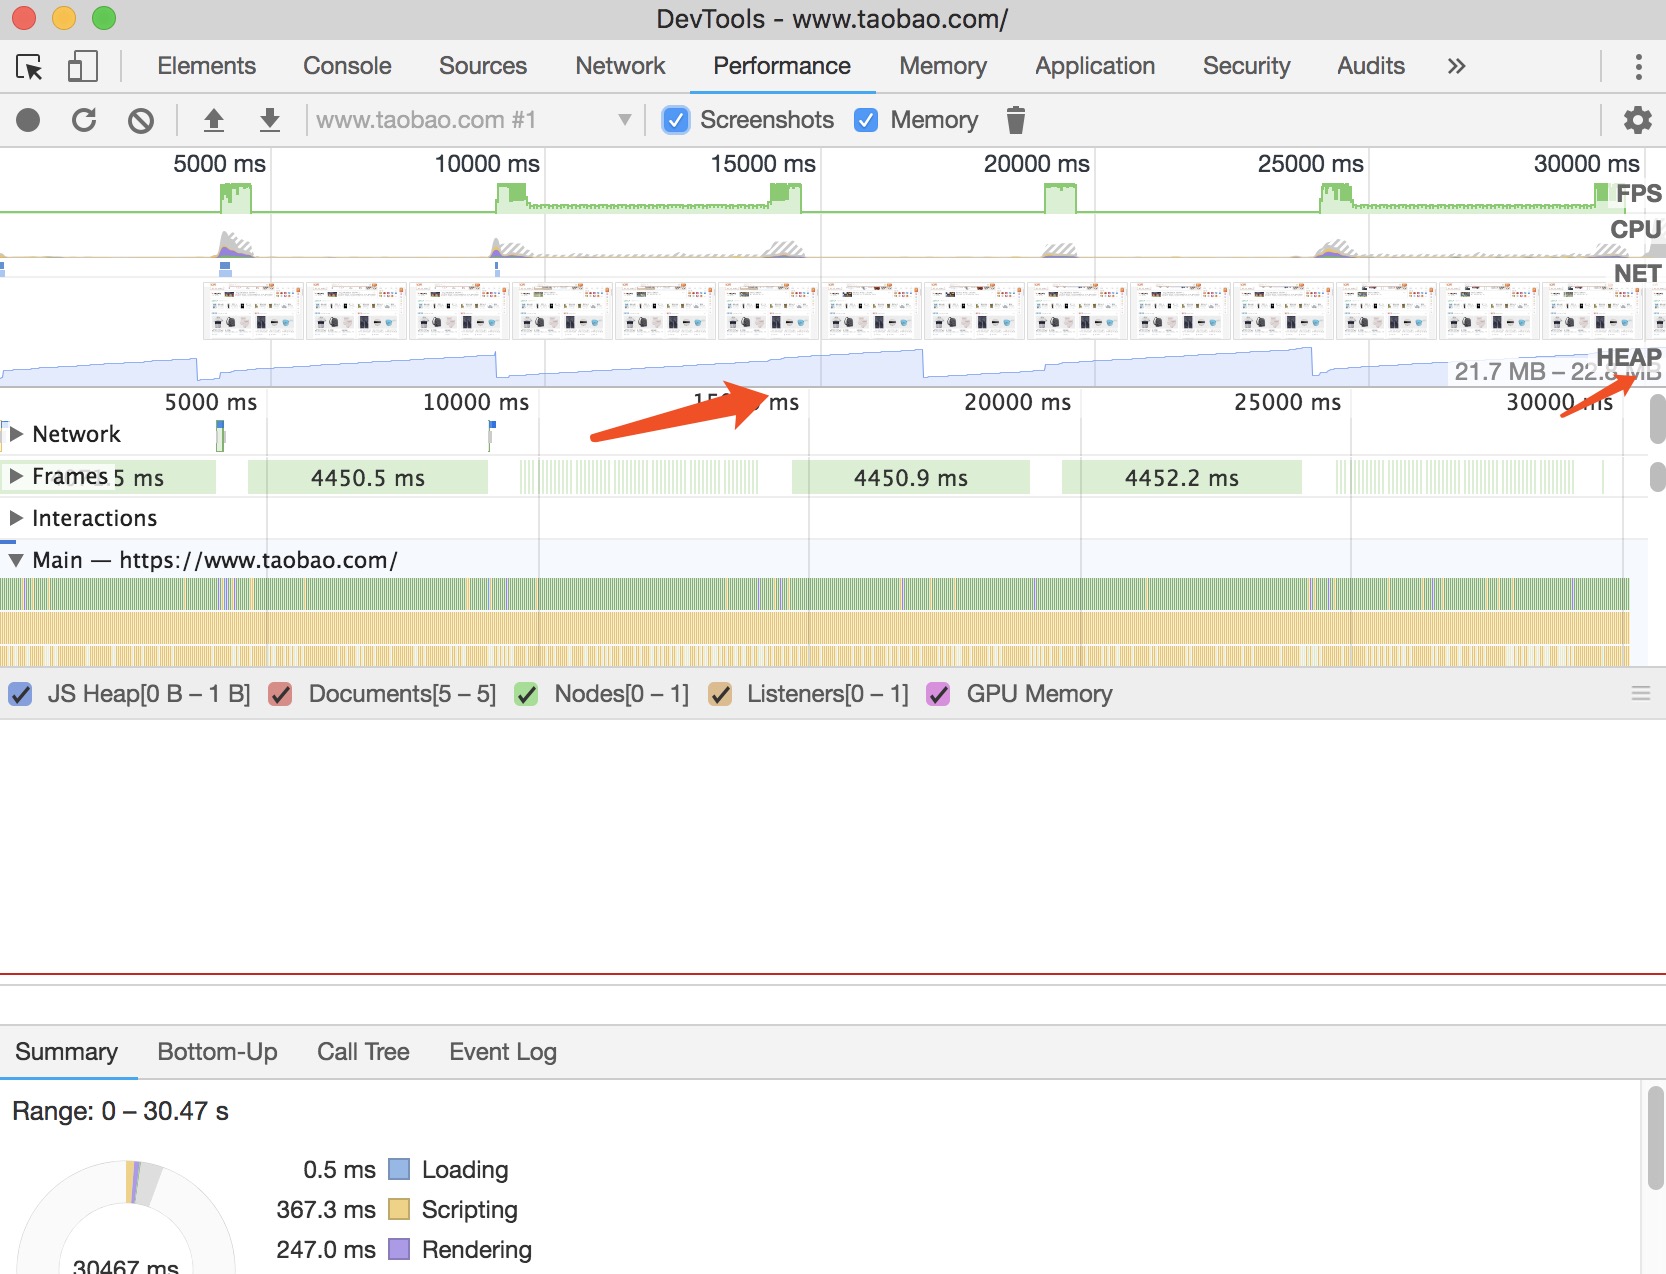 DevTools - www.taobao.com/
Elements Console Sources Network Performance Memory Application Security Audits »
www.taobao.com #1 Screenshots Memory
5000 ms 10000 ms 15000 ms 20000 ms 25000 ms 30000 ms
FPS
CPU
NET
HEAP
21.7 MB – 22.8 MB
5000 ms 10000 ms ms 20000 ms 25000 ms 30000 ms
Network
Frames 5 ms 4450.5 ms 4450.9 ms 4452.2 ms
Interactions
Main — https://www.taobao.com/
JS Heap[0 B – 1 B] Documents[5 – 5] Nodes[0 – 1] Listeners[0 – 1] GPU Memory
Summary Bottom-Up Call Tree Event Log
Range: 0 – 30.47 s
0.5 ms Loading
367.3 ms Scripting
247.0 ms Rendering
30467 ms